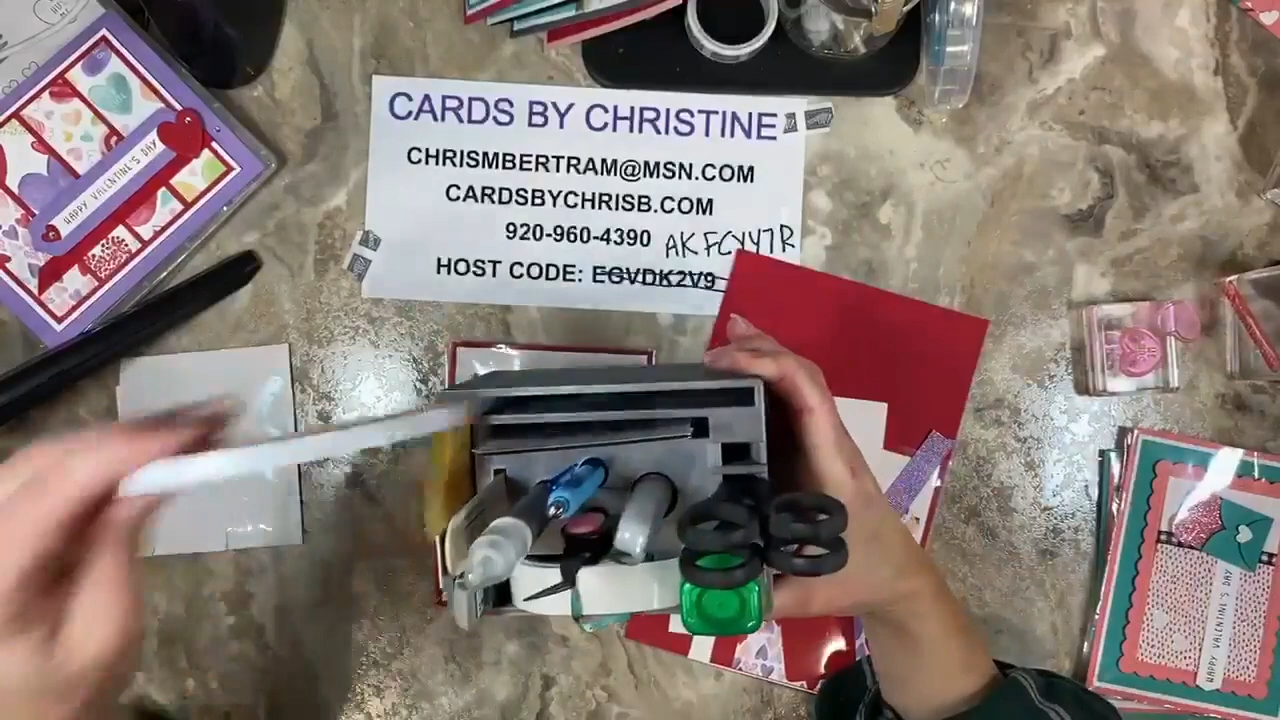 CARDS BY CHRISTINE
CHRISMBERTRAM@MSN.COM
CARDSBYCHRISB.COM
920-960-4390 AKFCYY7R
HOST CODE: EGVDK2V9
HAPPY VALENTINE'S DAY
HAPPY VALENTINE'S DAY